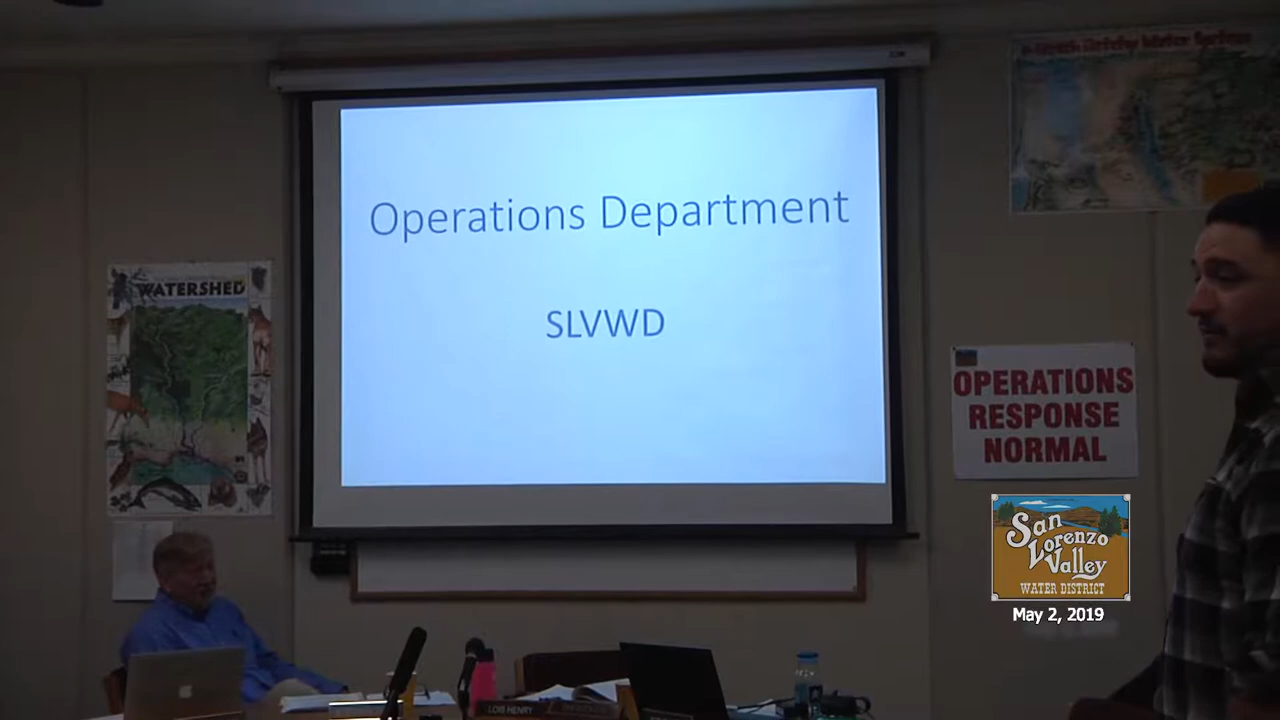 Operations Department
SLVWD
WATERSHED
OPERATIONS
RESPONSE
NORMAL
San
Lorenzo
Valley
WATER DISTRICT
May 2, 2019
LOIS HENRY